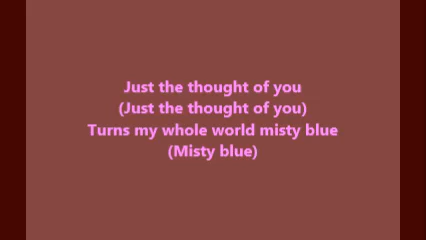 Just the thought of you
(Just the thought of you)
Turns my whole world misty blue
(Misty blue)